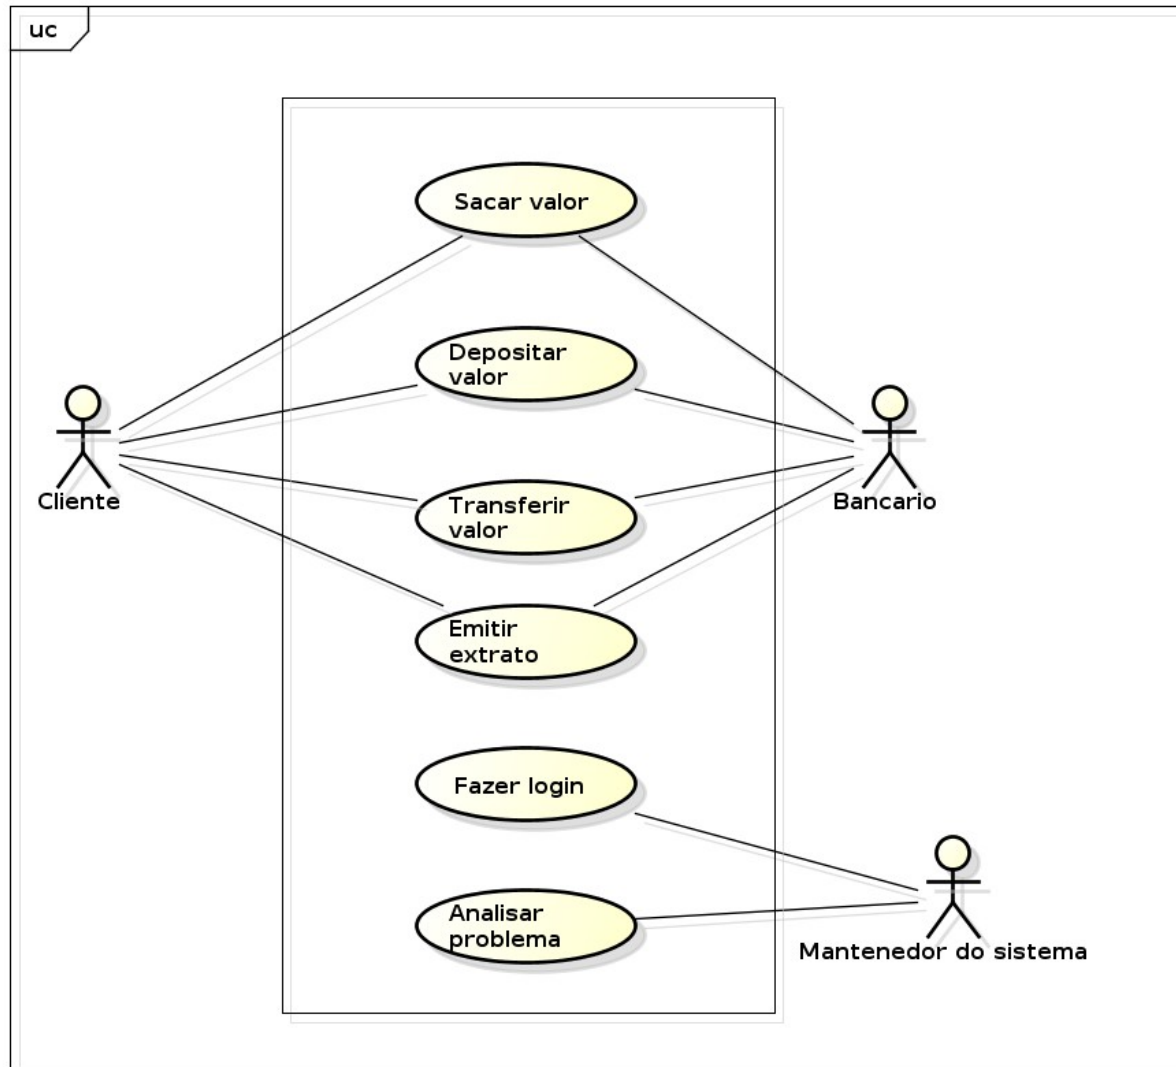 uc
Sacar valor
Depositar
valor
Cliente
Bancario
Transferir
valor
Emitir
extrato
Fazer login
Analisar
problema
Mantenedor do sistema